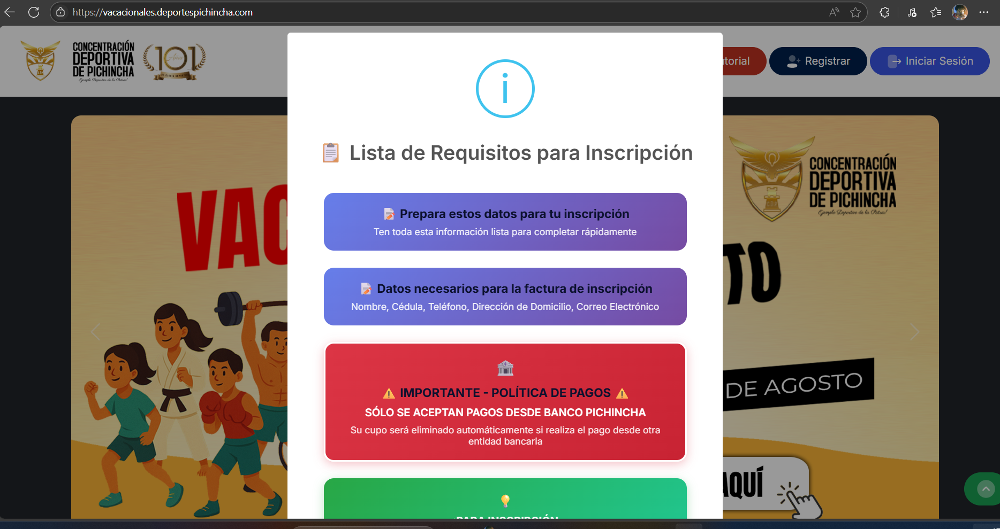 https://vacacionales.deportespichincha.com
CONCENTRACIÓN
DEPORTIVA
DE PICHINCHA
Ejemplo Deportivo de la Patria!
101
Años
DE GLORIA DEPORTIVA
torial
Registrar
Iniciar Sesión
Lista de Requisitos para Inscripción
Prepara estos datos para tu inscripción
Ten toda esta información lista para completar rápidamente
Datos necesarios para la factura de inscripción
Nombre, Cédula, Teléfono, Dirección de Domicilio, Correo Electrónico
IMPORTANTE - POLÍTICA DE PAGOS
SÓLO SE ACEPTAN PAGOS DESDE BANCO PICHINCHA
Su cupo será eliminado automáticamente si realiza el pago desde otra
entidad bancaria
PARA INSCRIPCIÓN
VAC
CONCENTRACIÓN
DEPORTIVA
DE PICHINCHA
Ejemplo Deportivo de la Patria!
TO
DE AGOSTO
AQUÍ